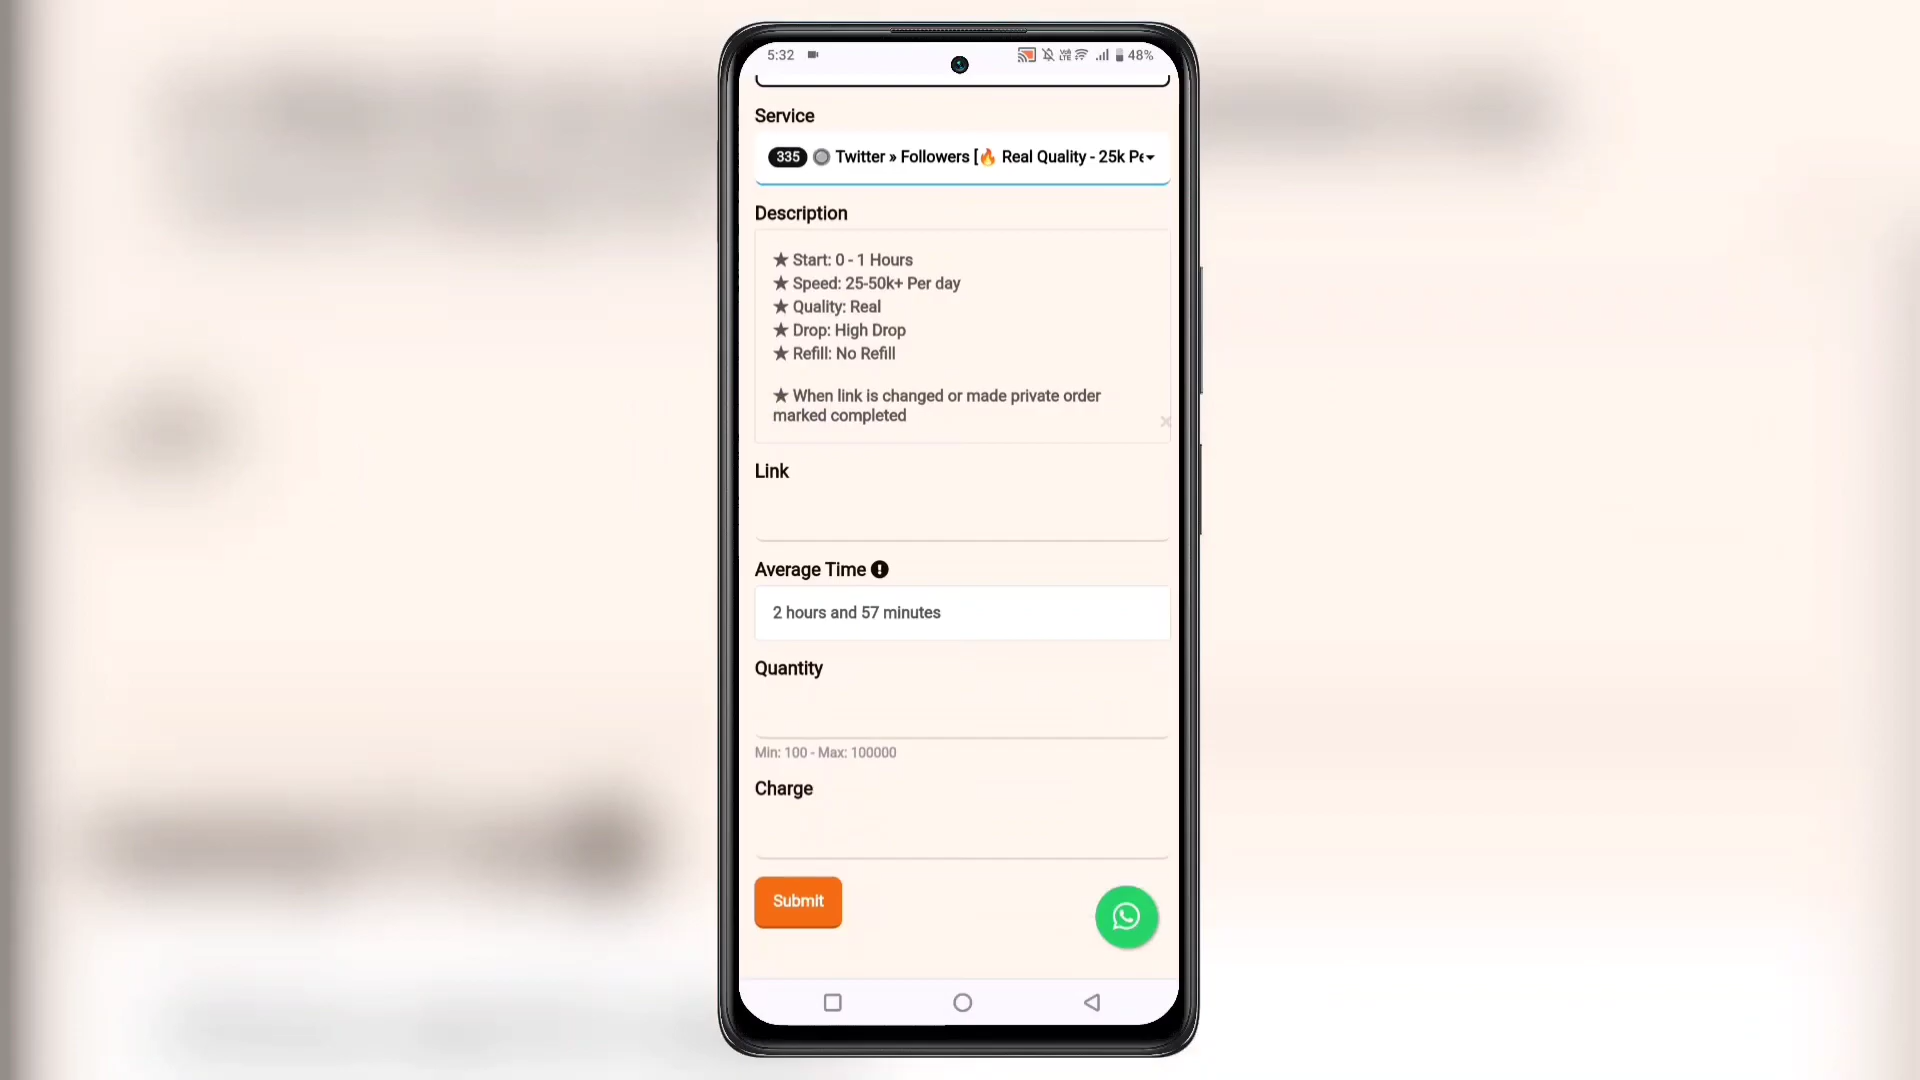 5:32 48%
Service
335 Twitter » Followers [🔥 Real Quality - 25k Pe
Description
★ Start: 0 - 1 Hours
★ Speed: 25-50k+ Per day
★ Quality: Real
★ Drop: High Drop
★ Refill: No Refill
★ When link is changed or made private order
marked completed
Link
Average Time
2 hours and 57 minutes
Quantity
Min: 100 - Max: 100000
Charge
Submit